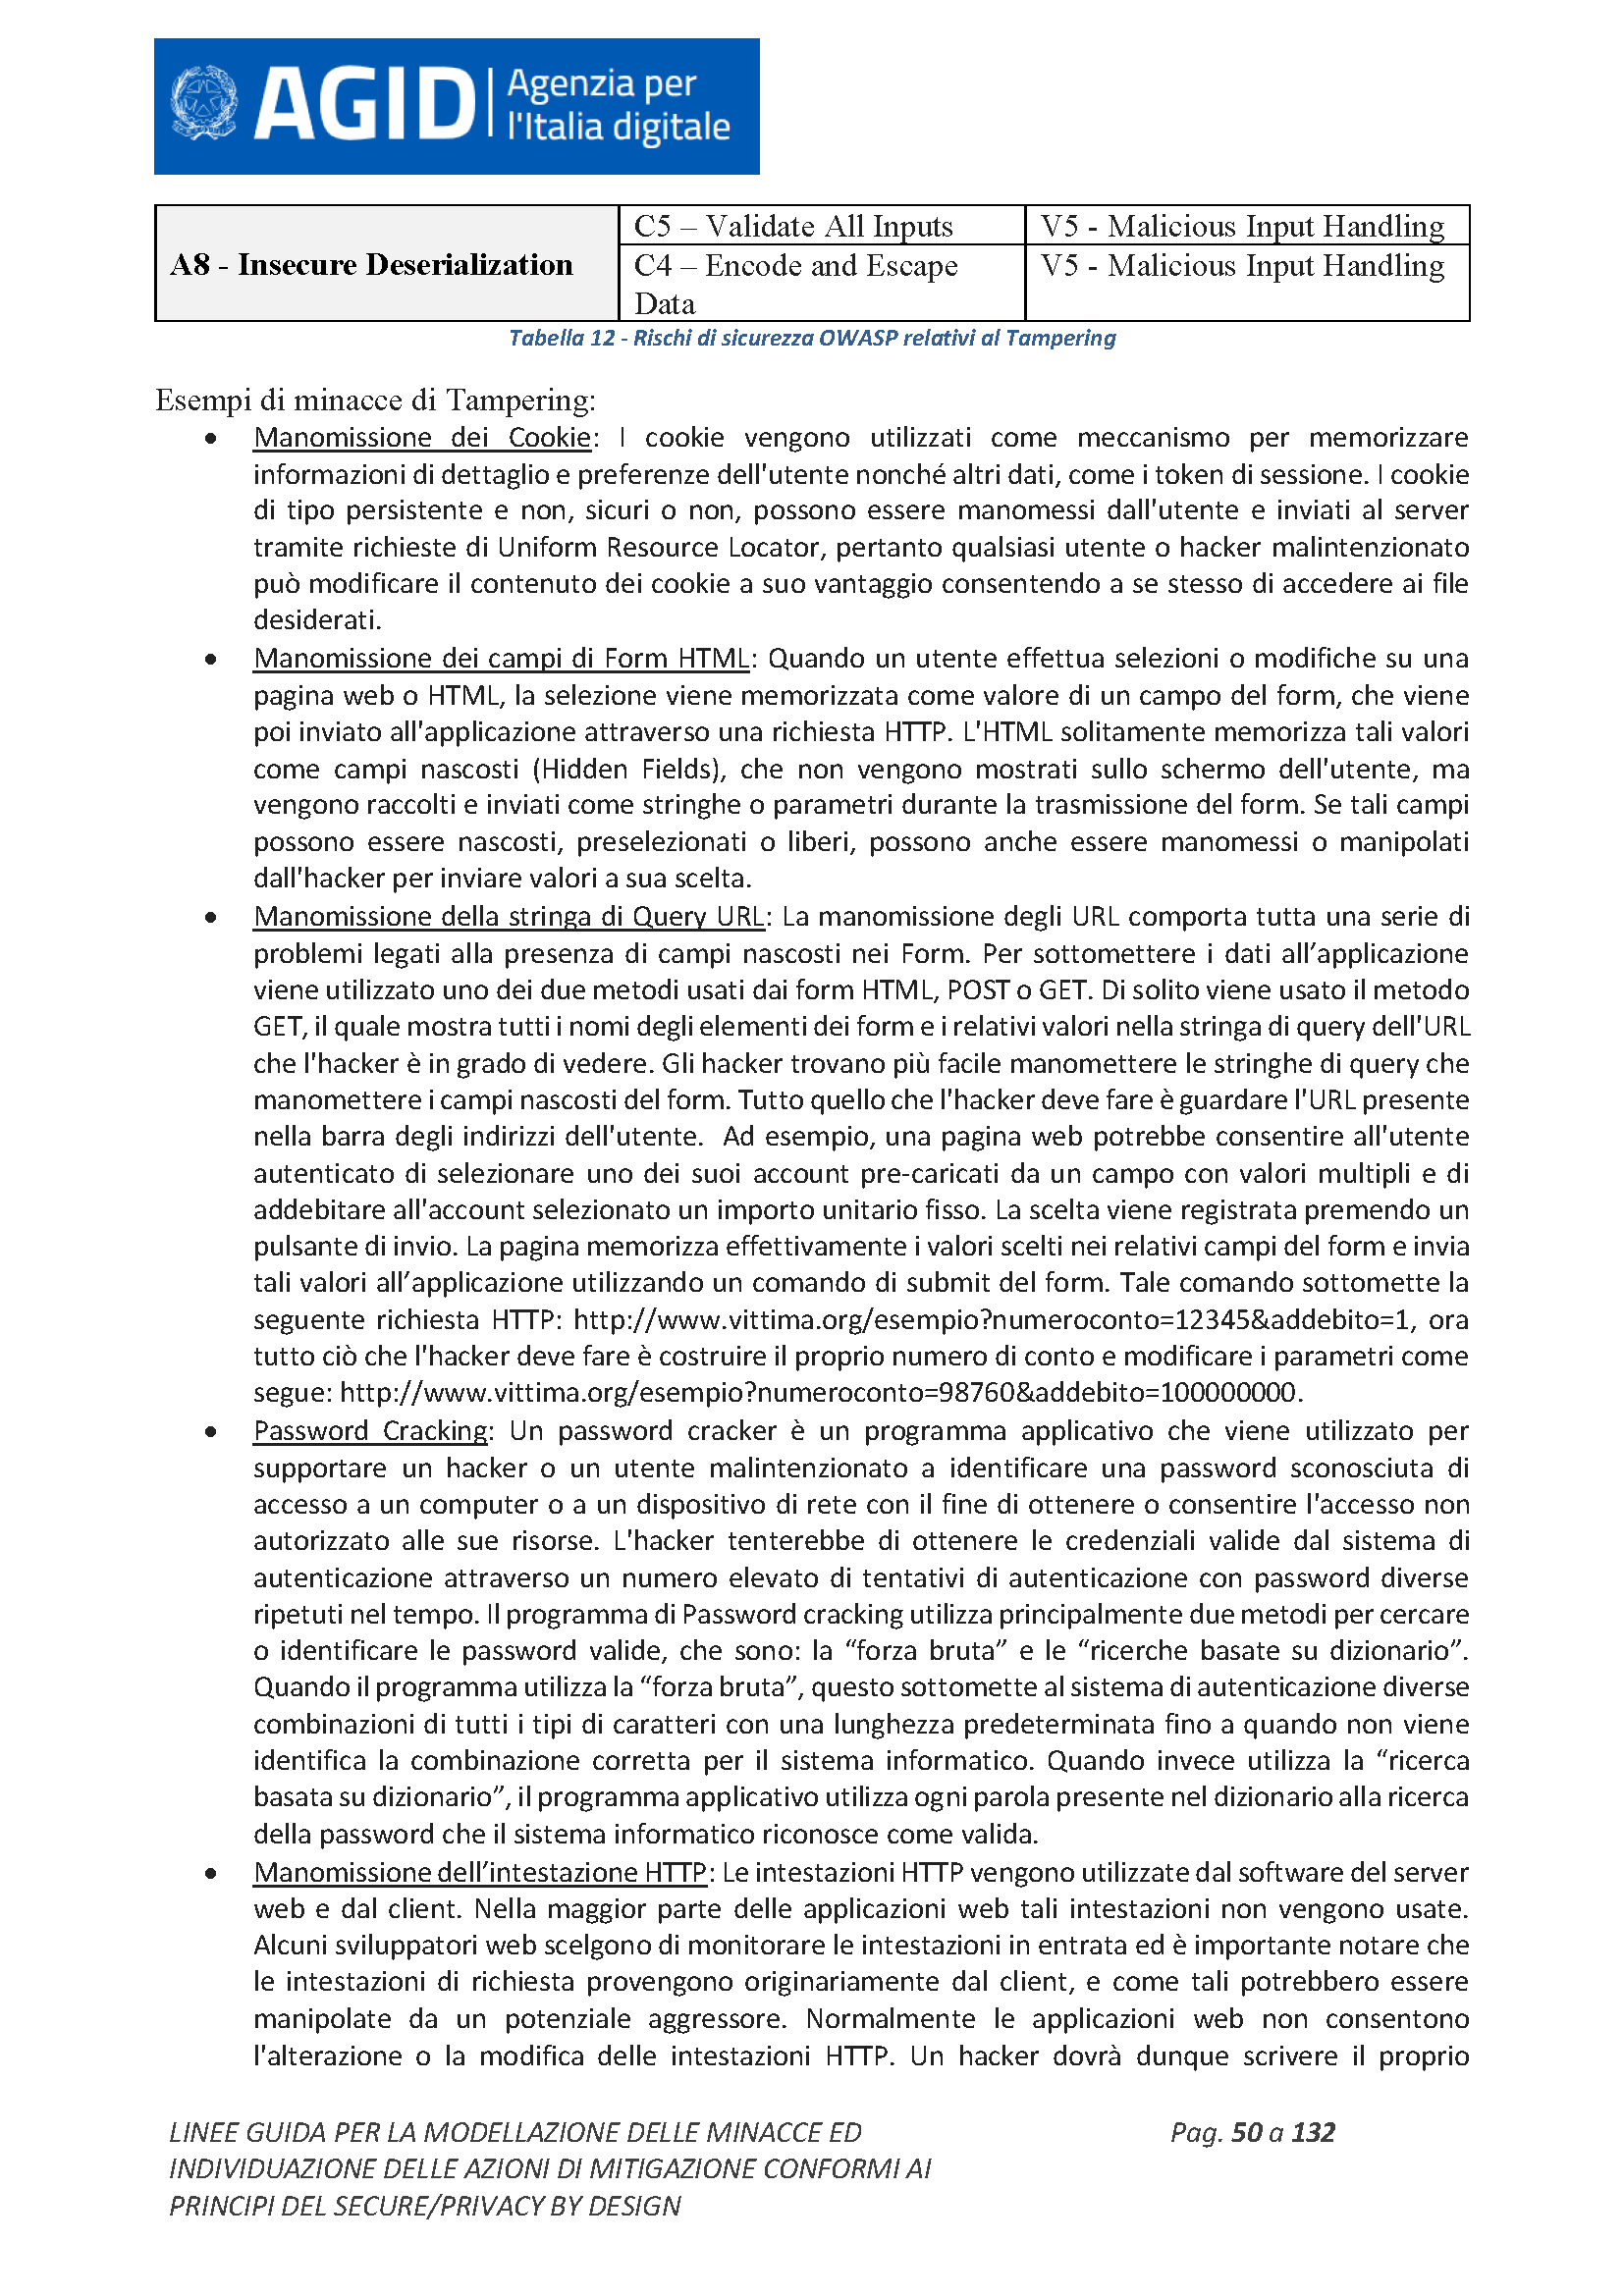 AGID Agenzia per
l'Italia digitale
A8 - Insecure Deserialization
C5 – Validate All Inputs
V5 - Malicious Input Handling
C4 – Encode and Escape
Data
V5 - Malicious Input Handling
Tabella 12 - Rischi di sicurezza OWASP relativi al Tampering
Esempi di minacce di Tampering:
• Manomissione dei Cookie: I cookie vengono utilizzati come meccanismo per memorizzare
informazioni di dettaglio e preferenze dell'utente nonché altri dati, come i token di sessione. I cookie
di tipo persistente e non, sicuri o non, possono essere manomessi dall'utente e inviati al server
tramite richieste di Uniform Resource Locator, pertanto qualsiasi utente o hacker malintenzionato
può modificare il contenuto dei cookie a suo vantaggio consentendo a se stesso di accedere ai file
desiderati.
• Manomissione dei campi di Form HTML: Quando un utente effettua selezioni o modifiche su una
pagina web o HTML, la selezione viene memorizzata come valore di un campo del form, che viene
poi inviato all'applicazione attraverso una richiesta HTTP. L'HTML solitamente memorizza tali valori
come campi nascosti (Hidden Fields), che non vengono mostrati sullo schermo dell'utente, ma
vengono raccolti e inviati come stringhe o parametri durante la trasmissione del form. Se tali campi
possono essere nascosti, preselezionati o liberi, possono anche essere manomessi o manipolati
dall'hacker per inviare valori a sua scelta.
• Manomissione della stringa di Query URL: La manomissione degli URL comporta tutta una serie di
problemi legati alla presenza di campi nascosti nei Form. Per sottomettere i dati all’applicazione
viene utilizzato uno dei due metodi usati dai form HTML, POST o GET. Di solito viene usato il metodo
GET, il quale mostra tutti i nomi degli elementi dei form e i relativi valori nella stringa di query dell'URL
che l'hacker è in grado di vedere. Gli hacker trovano più facile manomettere le stringhe di query che
manomettere i campi nascosti del form. Tutto quello che l'hacker deve fare è guardare l'URL presente
nella barra degli indirizzi dell'utente. Ad esempio, una pagina web potrebbe consentire all'utente
autenticato di selezionare uno dei suoi account pre-caricati da un campo con valori multipli e di
addebitare all'account selezionato un importo unitario fisso. La scelta viene registrata premendo un
pulsante di invio. La pagina memorizza effettivamente i valori scelti nei relativi campi del form e invia
tali valori all’applicazione utilizzando un comando di submit del form. Tale comando sottomette la
seguente richiesta HTTP: http://www.vittima.org/esempio?numeroconto=12345&addebito=1, ora
tutto ciò che l'hacker deve fare è costruire il proprio numero di conto e modificare i parametri come
segue: http://www.vittima.org/esempio?numeroconto=98760&addebito=100000000.
• Password Cracking: Un password cracker è un programma applicativo che viene utilizzato per
supportare un hacker o un utente malintenzionato a identificare una password sconosciuta di
accesso a un computer o a un dispositivo di rete con il fine di ottenere o consentire l'accesso non
autorizzato alle sue risorse. L'hacker tenterebbe di ottenere le credenziali valide dal sistema di
autenticazione attraverso un numero elevato di tentativi di autenticazione con password diverse
ripetuti nel tempo. Il programma di Password cracking utilizza principalmente due metodi per cercare
o identificare le password valide, che sono: la “forza bruta” e le “ricerche basate su dizionario”.
Quando il programma utilizza la “forza bruta”, questo sottomette al sistema di autenticazione diverse
combinazioni di tutti i tipi di caratteri con una lunghezza predeterminata fino a quando non viene
identifica la combinazione corretta per il sistema informatico. Quando invece utilizza la “ricerca
basata su dizionario”, il programma applicativo utilizza ogni parola presente nel dizionario alla ricerca
della password che il sistema informatico riconosce come valida.
• Manomissione dell’intestazione HTTP: Le intestazioni HTTP vengono utilizzate dal software del server
web e dal client. Nella maggior parte delle applicazioni web tali intestazioni non vengono usate.
Alcuni sviluppatori web scelgono di monitorare le intestazioni in entrata ed è importante notare che
le intestazioni di richiesta provengono originariamente dal client, e come tali potrebbero essere
manipolate da un potenziale aggressore. Normalmente le applicazioni web non consentono
l'alterazione o la modifica delle intestazioni HTTP. Un hacker dovrà dunque scrivere il proprio
LINEE GUIDA PER LA MODELLAZIONE DELLE MINACCE ED
INDIVIDUAZIONE DELLE AZIONI DI MITIGAZIONE CONFORMI AI
PRINCIPI DEL SECURE/PRIVACY BY DESIGN
Pag. 50 a 132